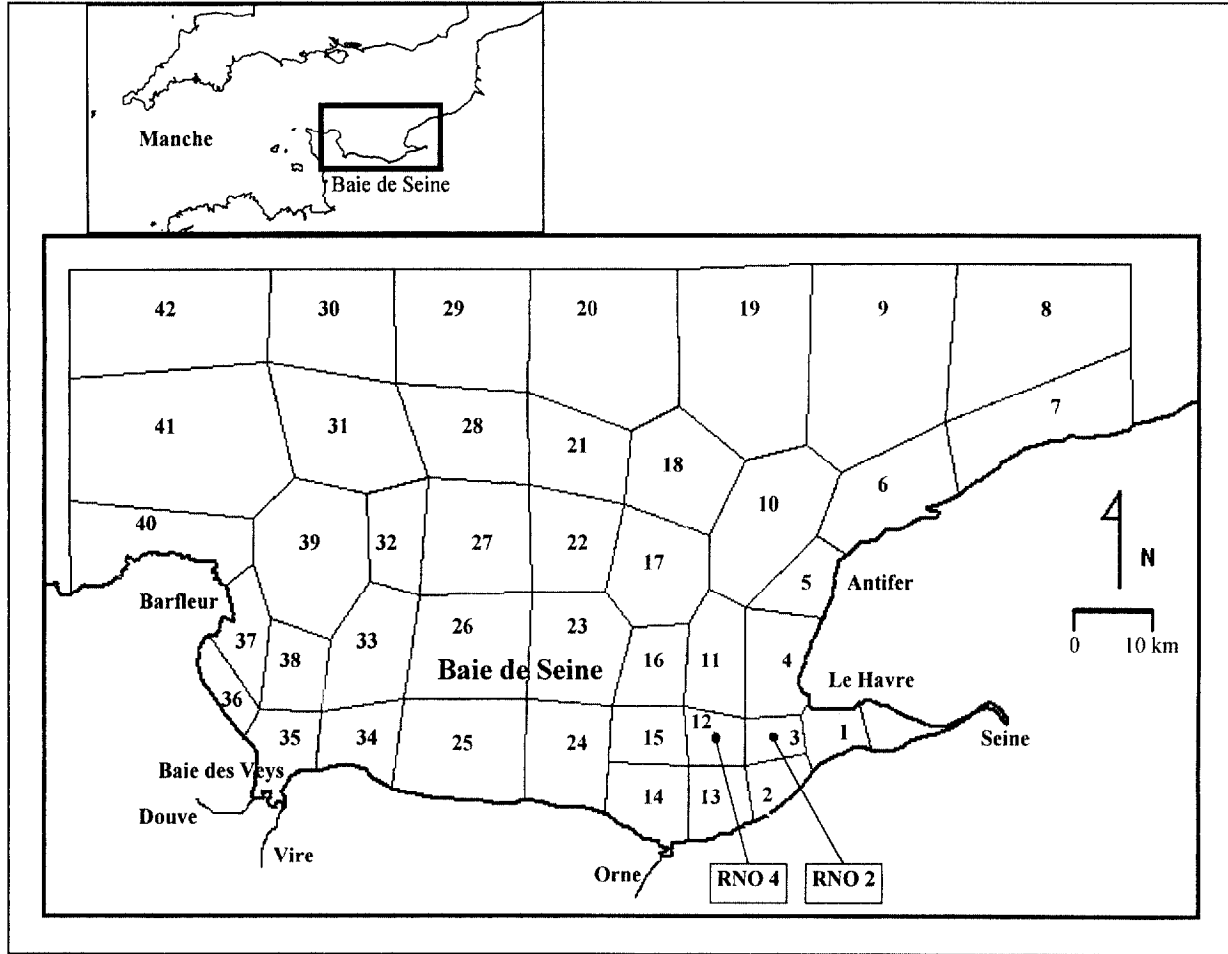 Manche
Baie de Seine
42 30 29 20 19 9 8
7
41 31 28 21 18 6
10
40 39 32 27 22 17
5 Antifer
N
Barfleur
0 10 km
37 38 33 26 23 16 11 4
Baie de Seine
Le Havre
36
35 34 25 24 15 12 3 1
Seine
Baie des Veys
14 13 2
Douve
Vire
Orne
RNO 4
RNO 2